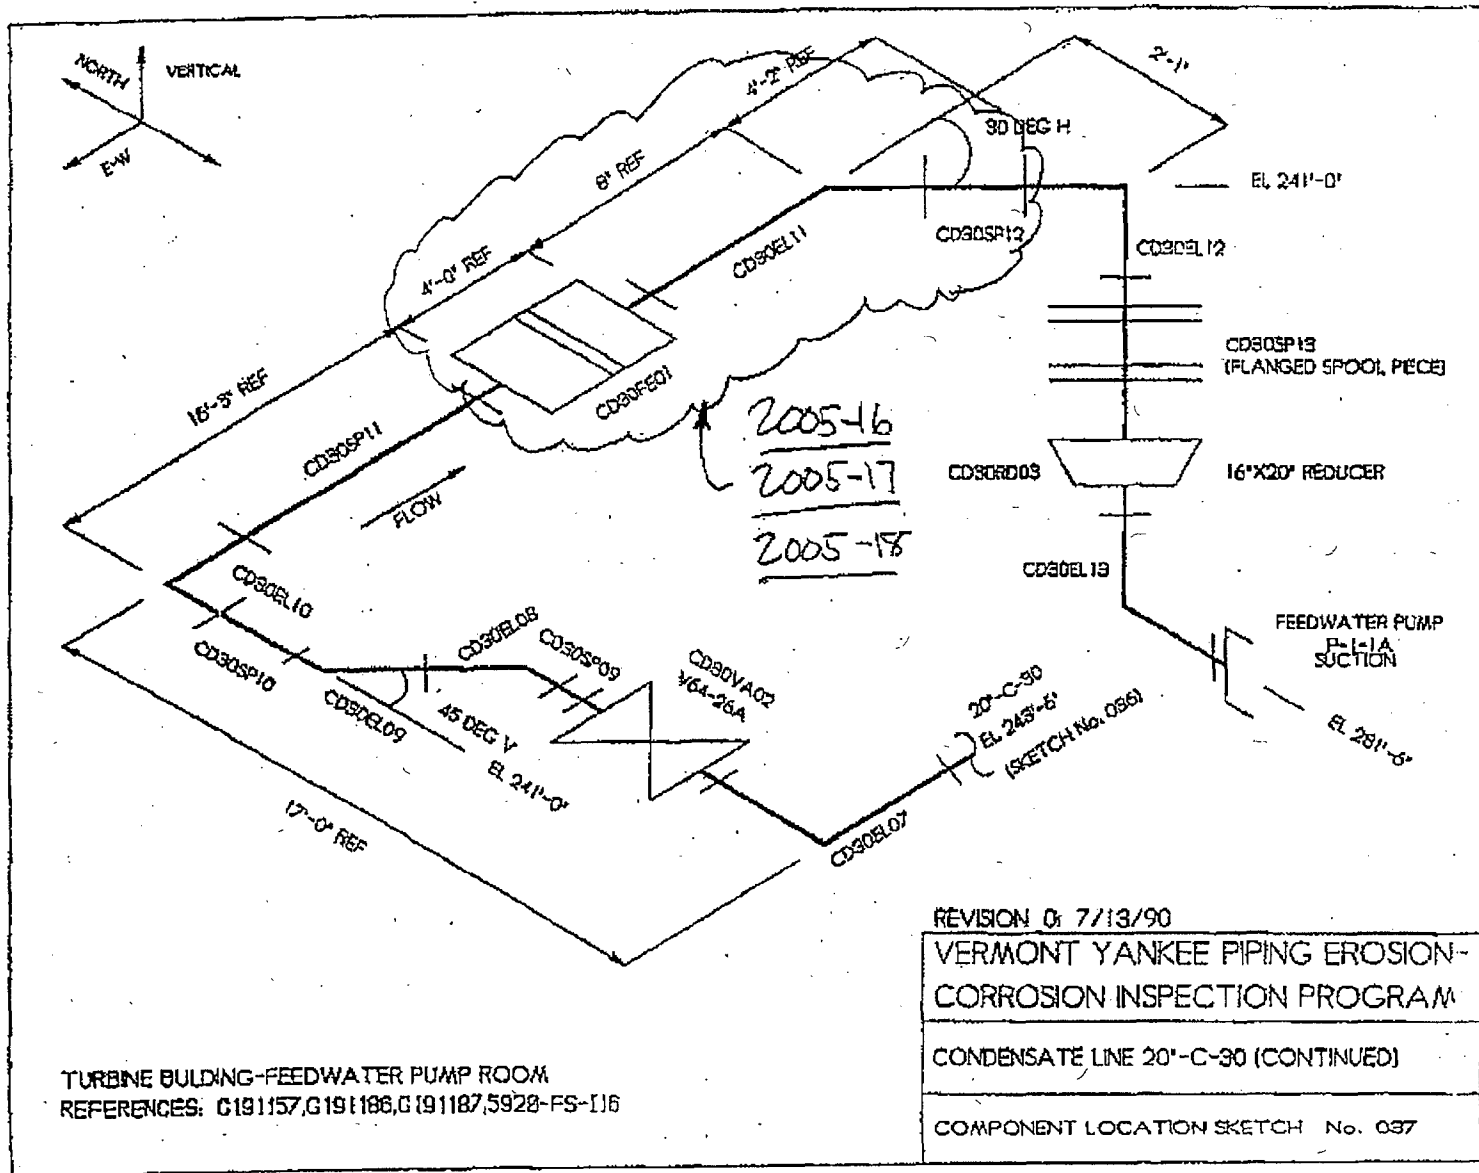 NORTH
VERTICAL
E-W
4'-2" REF
2'-1"
30 DEG H
EL 241'-0"
8" REF
4'-0" REF
16'-3" REF
CD30SP12
CD30EL12
CD30EL11
CD30SP13
(FLANGED SPOOL PIECE)
CD30FE01
CD30SP11
FLOW
2005-16
2005-17
2005-18
CD30RD03
16"X20" REDUCER
CD30EL13
CD30EL10
CD30SP10
CD30EL09
45 DEG V
EL 241'-0"
CD30EL08
CD30SP09
CD30VA02
V64-26A
20"-C-30
EL 243'-6"
(SKETCH No. 036)
FEEDWATER PUMP
P-1-1A
SUCTION
EL 231'-6"
17'-0" REF
CD30EL07
REVISION 0: 7/13/90
VERMONT YANKEE PIPING EROSION-
CORROSION INSPECTION PROGRAM
CONDENSATE LINE 20"-C-30 (CONTINUED)
COMPONENT LOCATION SKETCH No. 037
TURBINE BULDING-FEEDWATER PUMP ROOM
REFERENCES: G191157,G191186,G191187,5928-FS-I16